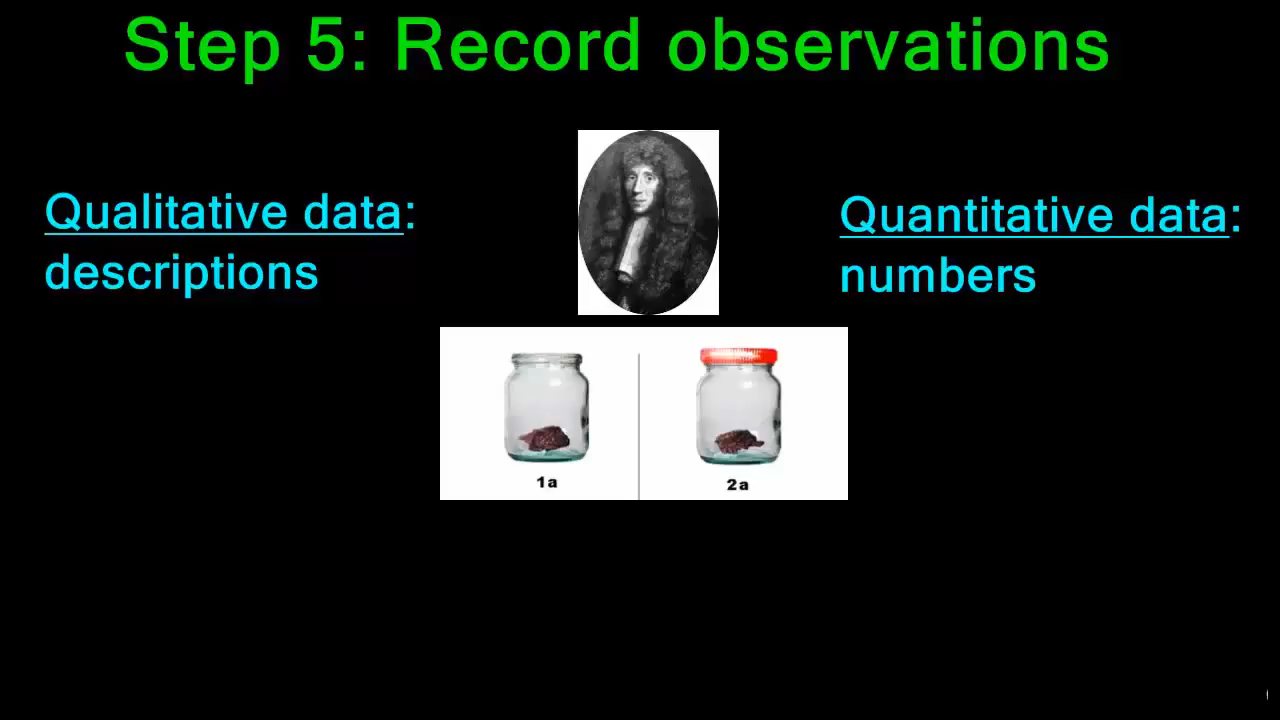 Step 5: Record observations
Qualitative data:
descriptions
Quantitative data:
numbers
1a
2a